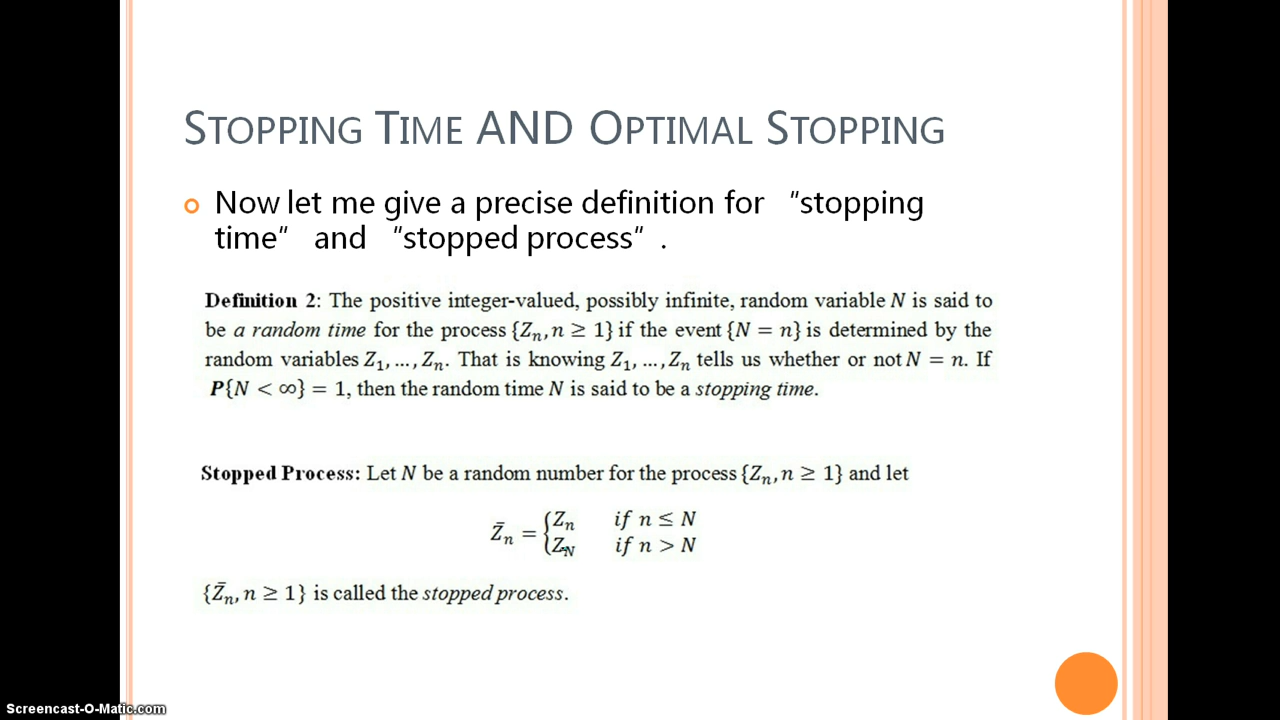 STOPPING TIME AND OPTIMAL STOPPING
Now let me give a precise definition for “stopping
time” and “stopped process”.
Definition 2: The positive integer-valued, possibly infinite, random variable N is said to
be a random time for the process {Zₙ, n ≥ 1} if the event {N = n} is determined by the
random variables Z₁, ..., Zₙ. That is knowing Z₁, ..., Zₙ tells us whether or not N = n. If
P{N < ∞} = 1, then the random time N is said to be a stopping time.
Stopped Process: Let N be a random number for the process {Zₙ, n ≥ 1} and let
Z̄ₙ = { Zₙ if n ≤ N
Z_N if n > N
{Z̄ₙ, n ≥ 1} is called the stopped process.
Screencast-O-Matic.com